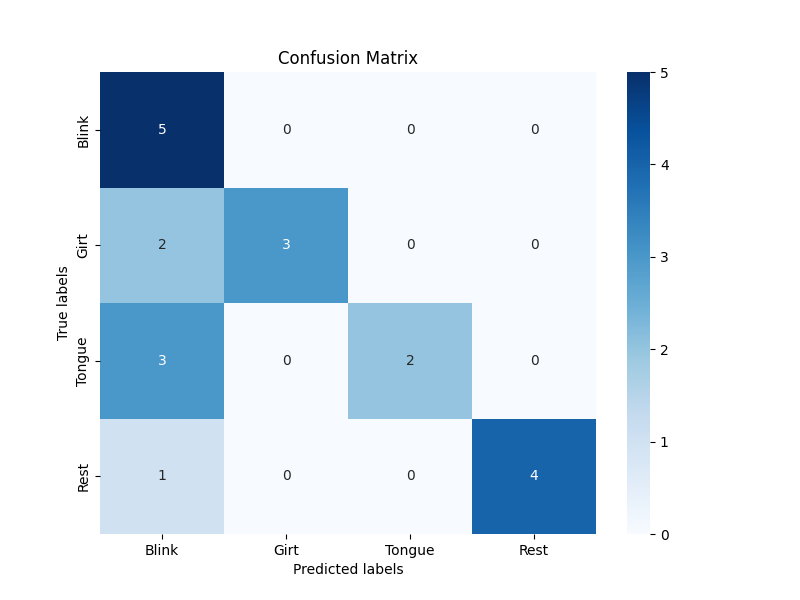 Confusion Matrix
True labels
Blink 5 0 0 0
Girt 2 3 0 0
Tongue 3 0 2 0
Rest 1 0 0 4
Blink Girt Tongue Rest
Predicted labels
5
4
3
2
1
0